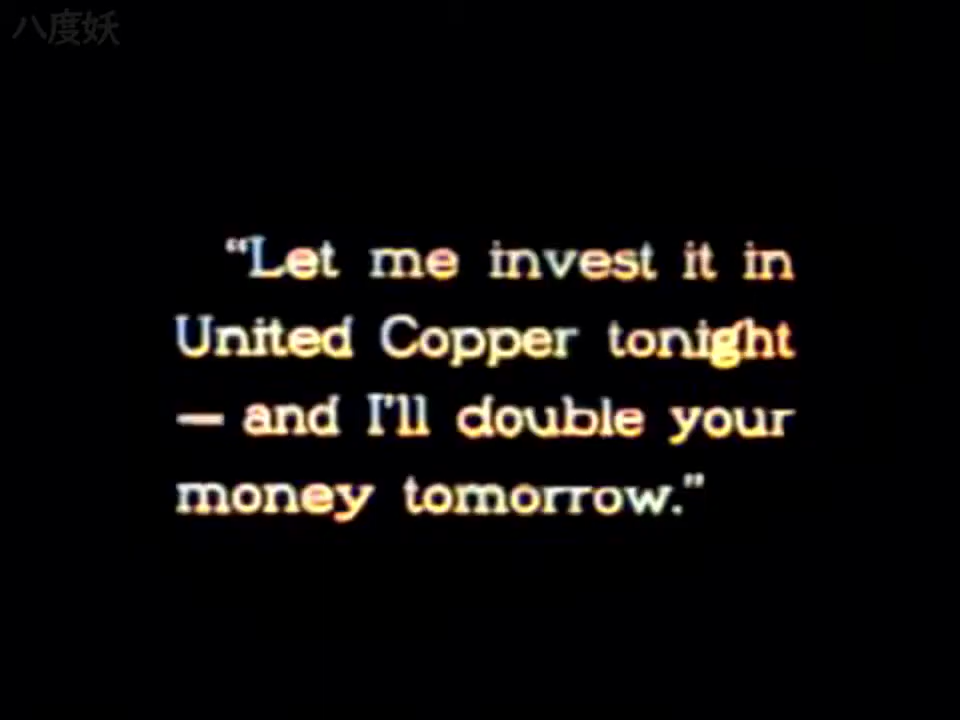 八度妖
“Let me invest it in
United Copper tonight
— and I'll double your
money tomorrow.”